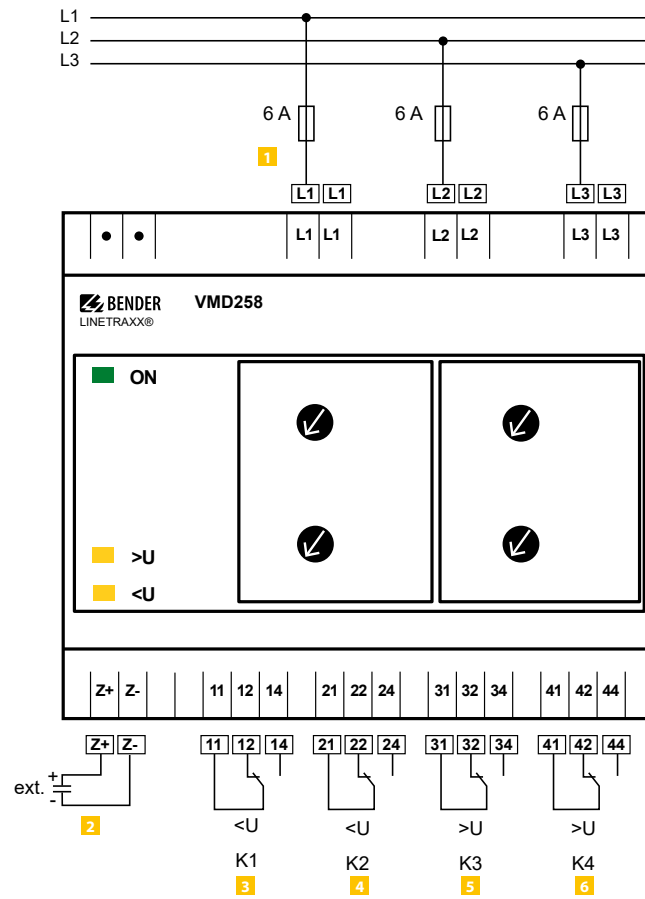 L1
L2
L3
6 A 6 A 6 A
1
L1 L1 L2 L2 L3 L3
• • L1 L1 L2 L2 L3 L3
BENDER VMD258
LINETRAXX®
ON
>U
<U
Z+ Z- 11 12 14 21 22 24 31 32 34 41 42 44
Z+ Z- 11 12 14 21 22 24 31 32 34 41 42 44
+
ext.
-
2
<U <U >U >U
K1 K2 K3 K4
3 4 5 6